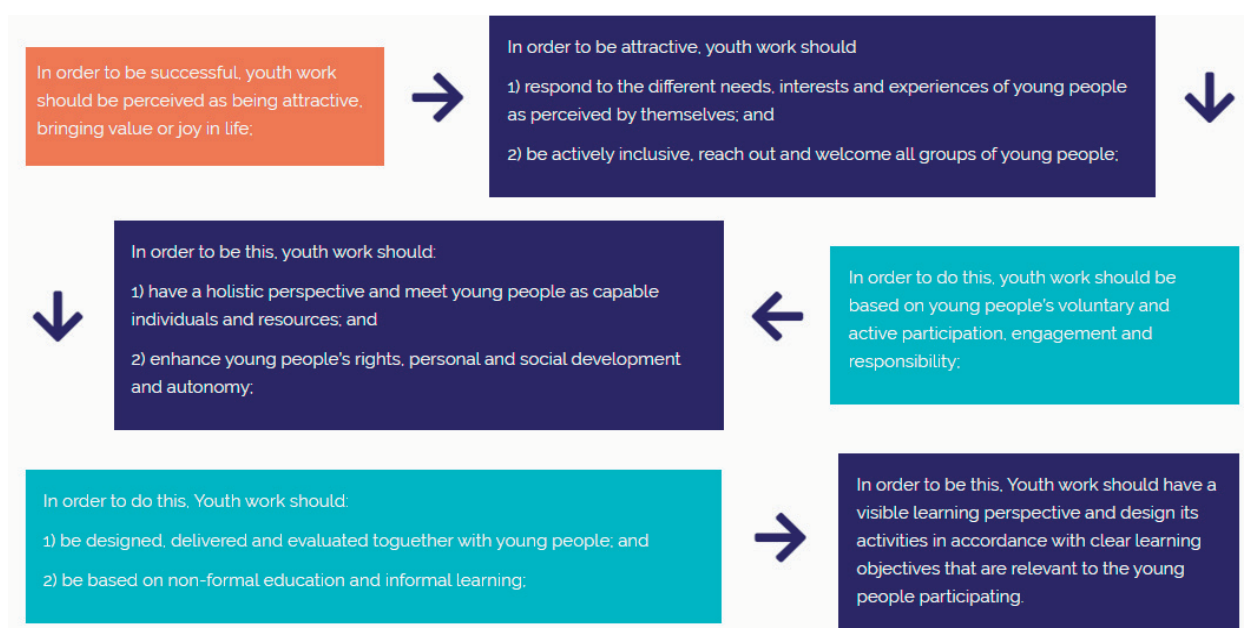 In order to be successful, youth work
should be perceived as being attractive,
bringing value or joy in life;
In order to be attractive, youth work should
1) respond to the different needs, interests and experiences of young people
as perceived by themselves; and
2) be actively inclusive, reach out and welcome all groups of young people;
In order to do this, youth work should be
based on young people's voluntary and
active participation, engagement and
responsibility;
In order to be this, youth work should:
1) have a holistic perspective and meet young people as capable
individuals and resources; and
2) enhance young people's rights, personal and social development
and autonomy;
In order to do this, Youth work should:
1) be designed, delivered and evaluated toguether with young people; and
2) be based on non-formal education and informal learning;
In order to be this, Youth work should have a
visible learning perspective and design its
activities in accordance with clear learning
objectives that are relevant to the young
people participating.